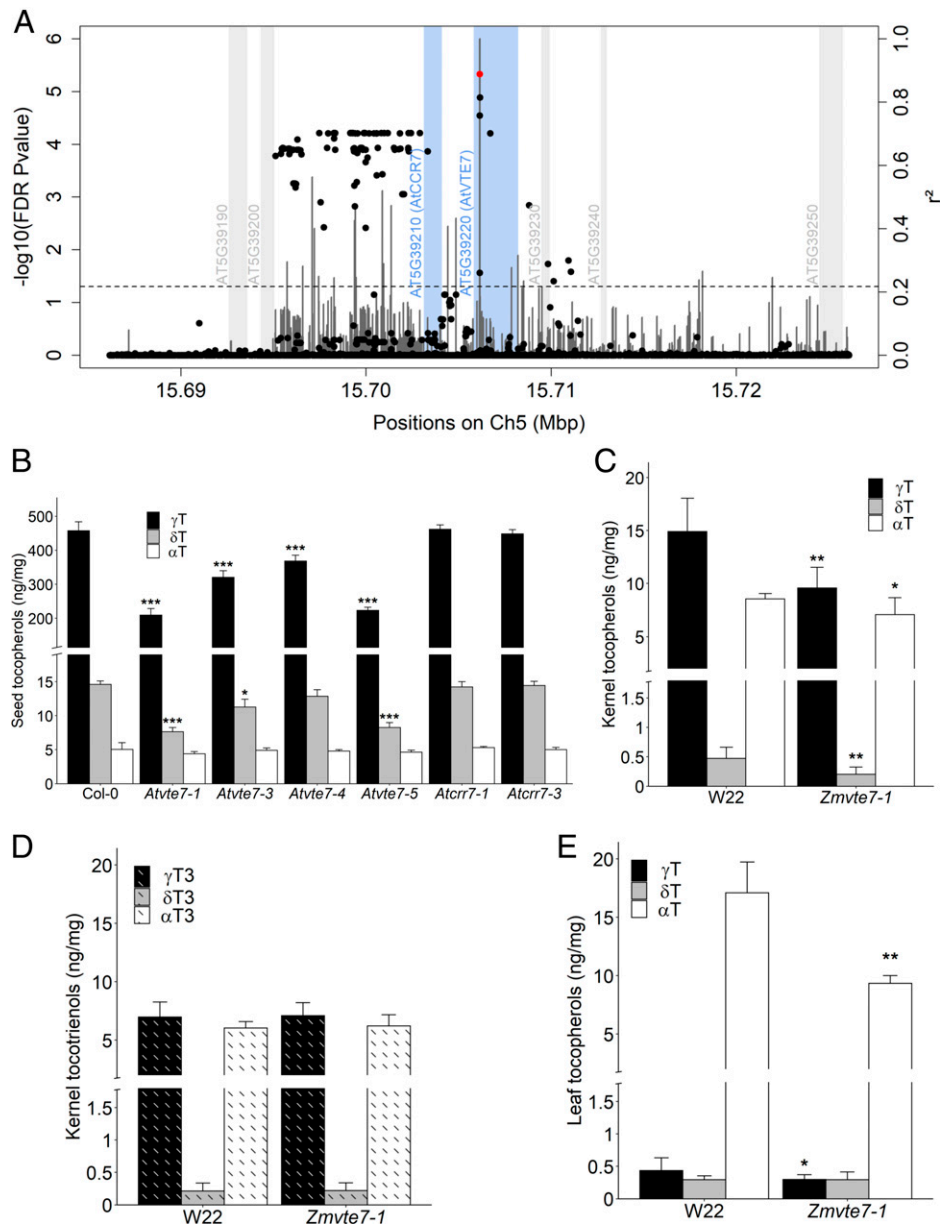 A
-log10(FDR Pvalue)
6
5
4
3
2
1
0
AT5G39190
AT5G39200
AT5G39210 (AtCCR7)
AT5G39220 (AtVTE7)
AT5G39230
AT5G39240
AT5G39250
1.0
0.8
0.6
0.4
0.2
0.0
r²
15.69
15.70
15.71
15.72
Positions on Ch5 (Mbp)
B
Seed tocopherols (ng/mg)
500
400
300
200
15
10
5
0
γT
δT
αT
***
***
***
***
***
*
***
Col-0
Atvte7-1
Atvte7-3
Atvte7-4
Atvte7-5
Atcrr7-1
Atcrr7-3
C
Kernel tocopherols (ng/mg)
20
15
10
5
1.5
1
0.5
0
γT
δT
αT
**
**
*
W22
Zmvte7-1
D
Kernel tocotrienols (ng/mg)
20
15
10
5
1.5
1
0.5
0
γT3
δT3
αT3
W22
Zmvte7-1
E
Leaf tocopherols (ng/mg)
20
15
10
5
1.5
1
0.5
0
γT
δT
αT
*
**
W22
Zmvte7-1